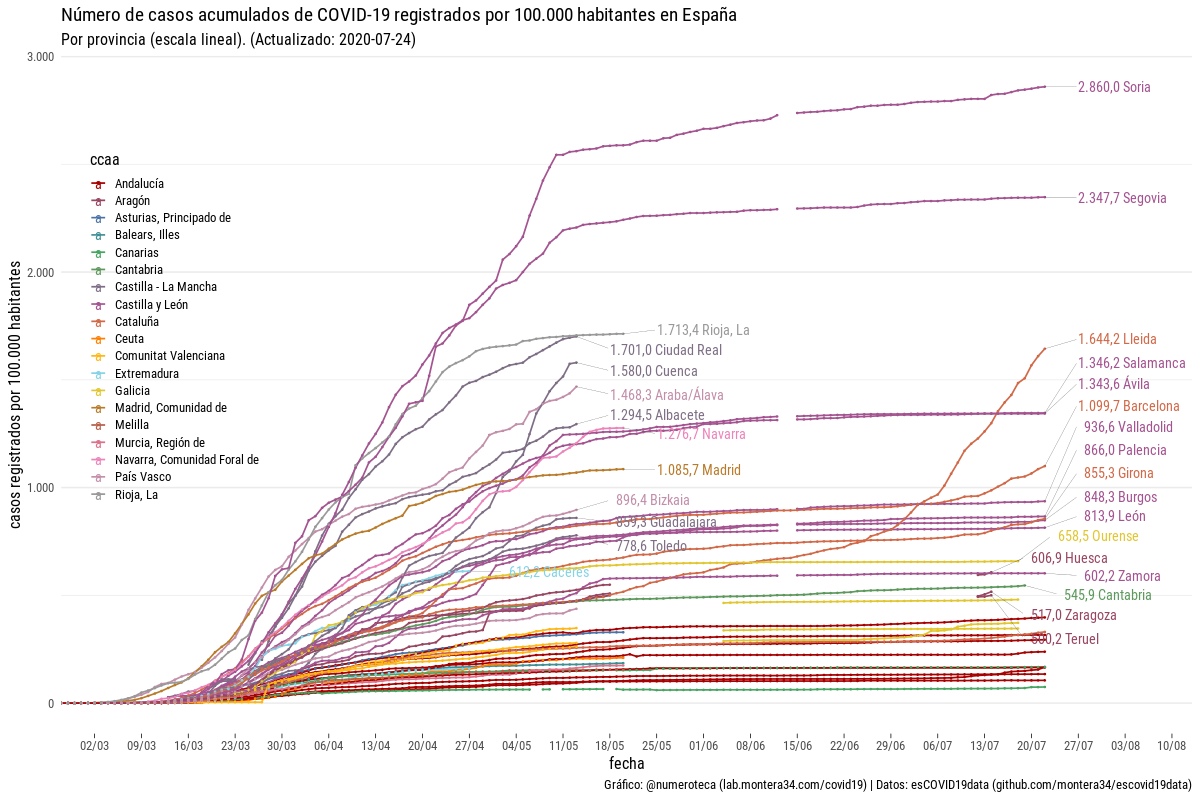 Número de casos acumulados de COVID-19 registrados por 100.000 habitantes en España
Por provincia (escala lineal). (Actualizado: 2020-07-24)
casos registrados por 100.000 habitantes
3.000
2.000
1.000
0
ccaa
Andalucía
Aragón
Asturias, Principado de
Balears, Illes
Canarias
Cantabria
Castilla - La Mancha
Castilla y León
Cataluña
Ceuta
Comunitat Valenciana
Extremadura
Galicia
Madrid, Comunidad de
Melilla
Murcia, Región de
Navarra, Comunidad Foral de
País Vasco
Rioja, La
2.860,0 Soria
2.347,7 Segovia
1.713,4 Rioja, La
1.701,0 Ciudad Real
1.580,0 Cuenca
1.468,3 Araba/Álava
1.294,5 Albacete
1.276,7 Navarra
1.085,7 Madrid
896,4 Bizkaia
859,3 Guadalajara
778,6 Toledo
612,2 Cáceres
1.644,2 Lleida
1.346,2 Salamanca
1.343,6 Ávila
1.099,7 Barcelona
936,6 Valladolid
866,0 Palencia
855,3 Girona
848,3 Burgos
813,9 León
658,5 Ourense
606,9 Huesca
602,2 Zamora
545,9 Cantabria
517,0 Zaragoza
Teruel
02/03 09/03 16/03 23/03 30/03 06/04 13/04 20/04 27/04 04/05 11/05 18/05 25/05 01/06 08/06 15/06 22/06 29/06 06/07 13/07 20/07 27/07 03/08 10/08
fecha
Gráfico: @numeroteca (lab.montera34.com/covid19) | Datos: esCOVID19data (github.com/montera34/escovid19data)